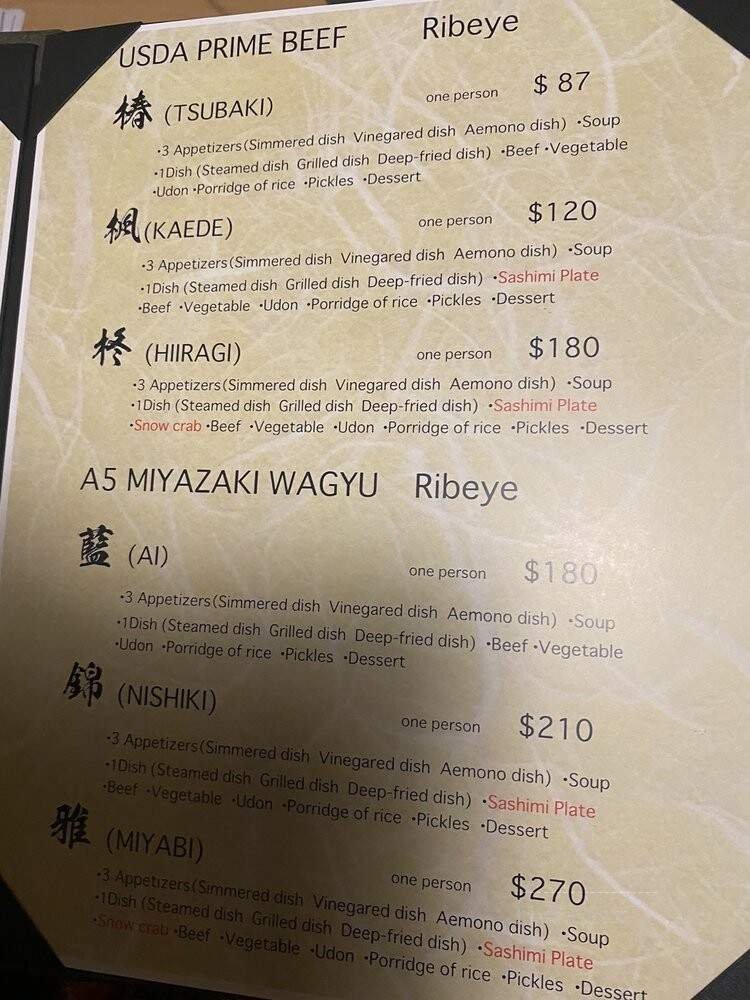 USDA PRIME BEEF Ribeye
椿 (TSUBAKI) one person $ 87
•3 Appetizers(Simmered dish Vinegared dish Aemono dish) •Soup
•1Dish (Steamed dish Grilled dish Deep-fried dish) •Beef •Vegetable
•Udon •Porridge of rice •Pickles •Dessert
楓(KAEDE) one person $120
•3 Appetizers(Simmered dish Vinegared dish Aemono dish) •Soup
•1Dish (Steamed dish Grilled dish Deep-fried dish) •Sashimi Plate
•Beef •Vegetable •Udon •Porridge of rice •Pickles •Dessert
柊 (HIIRAGI) one person $180
•3 Appetizers(Simmered dish Vinegared dish Aemono dish) •Soup
•1Dish (Steamed dish Grilled dish Deep-fried dish) •Sashimi Plate
•Snow crab •Beef •Vegetable •Udon •Porridge of rice •Pickles •Dessert
A5 MIYAZAKI WAGYU Ribeye
藍 (AI) one person $180
•3 Appetizers(Simmered dish Vinegared dish Aemono dish) •Soup
•1Dish (Steamed dish Grilled dish Deep-fried dish) •Beef •Vegetable
•Udon •Porridge of rice •Pickles •Dessert
錦 (NISHIKI) one person $210
•3 Appetizers(Simmered dish Vinegared dish Aemono dish) •Soup
•1Dish (Steamed dish Grilled dish Deep-fried dish) •Sashimi Plate
•Beef •Vegetable •Udon •Porridge of rice •Pickles •Dessert
雅 (MIYABI) one person $270
•3 Appetizers(Simmered dish Vinegared dish Aemono dish) •Soup
•1Dish (Steamed dish Grilled dish Deep-fried dish) •Sashimi Plate
•Snow crab •Beef •Vegetable •Udon •Porridge of rice •Pickles •Dessert